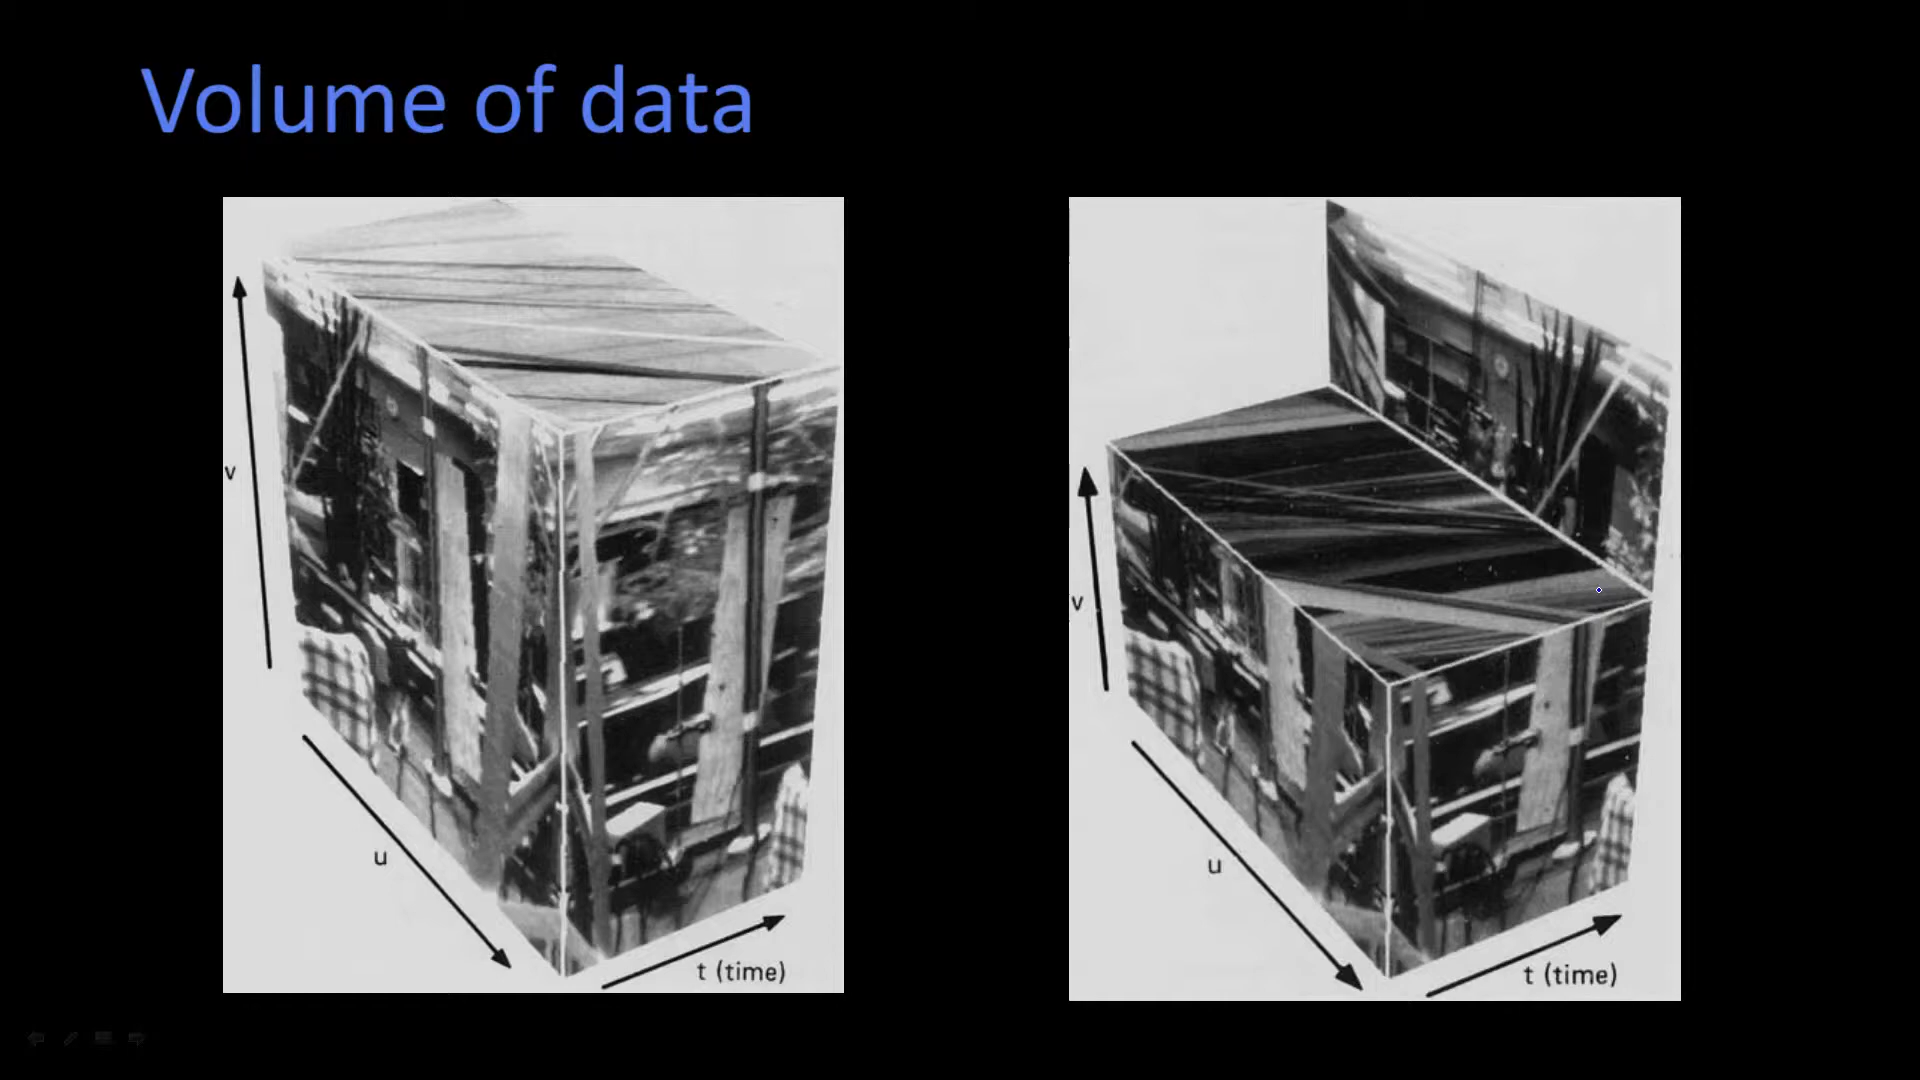 Volume of data
v
u
t (time)
v
u
t (time)